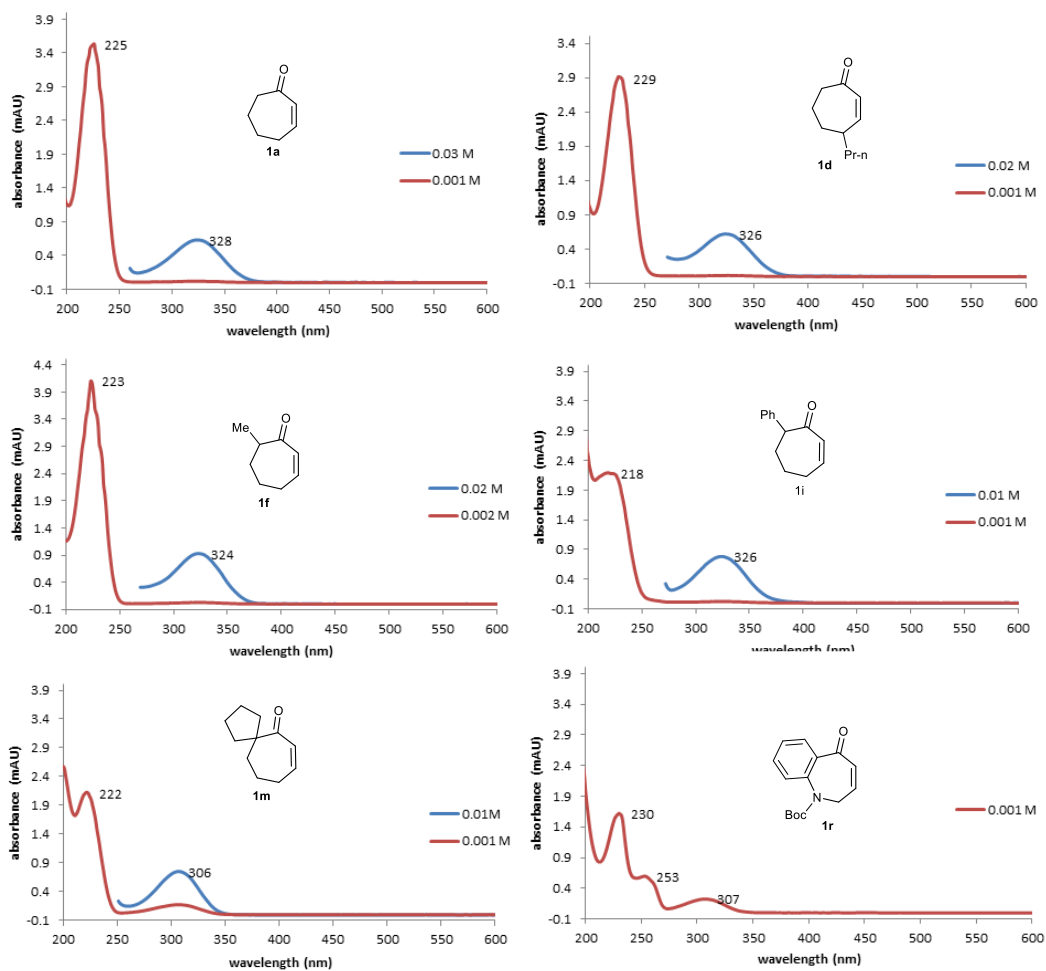 3.9
3.4
2.9
2.4
1.9
1.4
0.9
0.4
-0.1
absorbance (mAU)
225
O
1a
0.03 M
0.001 M
328
200 250 300 350 400 450 500 550 600
wavelength (nm)
3.4
2.9
2.4
1.9
1.4
0.9
0.4
-0.1
absorbance (mAU)
229
O
Pr-n
1d
0.02 M
0.001 M
326
200 250 300 350 400 450 500 550 600
wavelength (nm)
4.4
3.9
3.4
2.9
2.4
1.9
1.4
0.9
0.4
-0.1
absorbance (mAU)
223
O
Me
1f
0.02 M
0.002 M
324
200 250 300 350 400 450 500 550 600
wavelength (nm)
3.9
3.4
2.9
2.4
1.9
1.4
0.9
0.4
-0.1
absorbance (mAU)
218
Ph
O
1i
0.01 M
0.001 M
326
200 250 300 350 400 450 500 550 600
wavelength (nm)
3.9
3.4
2.9
2.4
1.9
1.4
0.9
0.4
-0.1
absorbance (mAU)
222
O
1m
0.01M
0.001 M
306
200 250 300 350 400 450 500 550 600
wavelength (nm)
3.9
3.4
2.9
2.4
1.9
1.4
0.9
0.4
-0.1
absorbance (mAU)
230
O
N
Boc
1r
0.001 M
253
307
200 250 300 350 400 450 500 550 600
wavelength (nm)